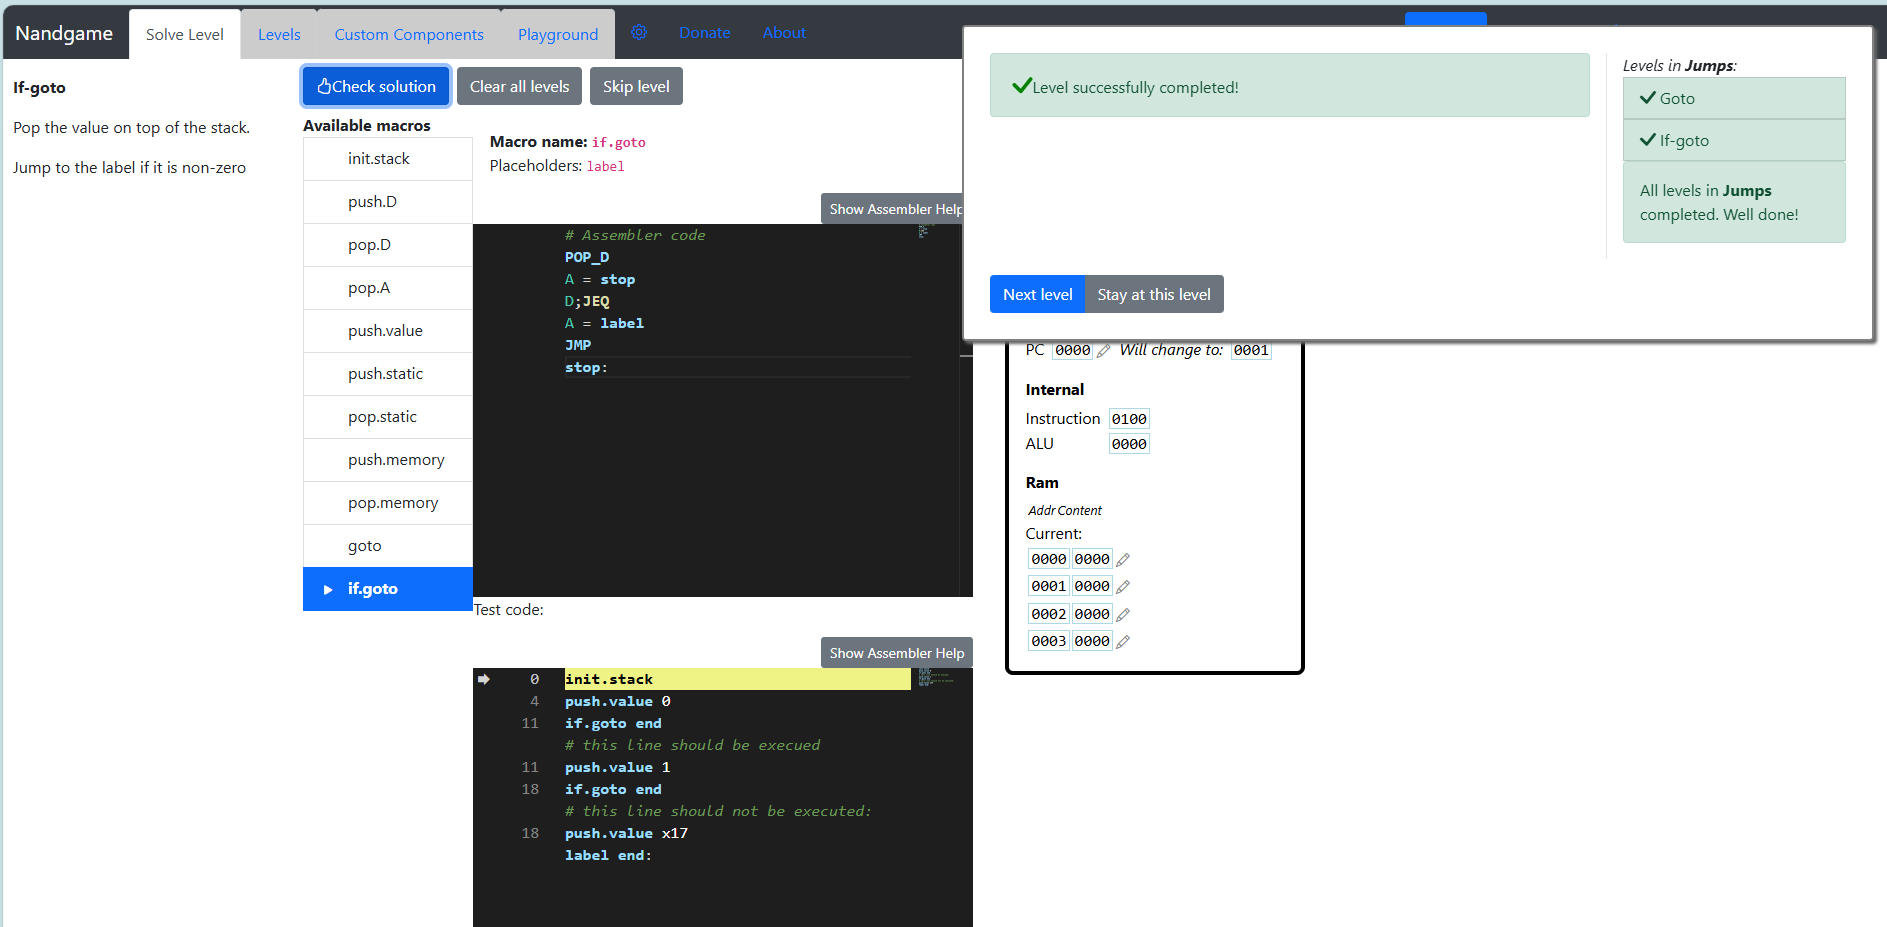 Nandgame
Solve Level
Levels
Custom Components
Playground
Donate
About
If-goto
Pop the value on top of the stack.
Jump to the label if it is non-zero
Check solution
Clear all levels
Skip level
Available macros
init.stack
push.D
pop.D
pop.A
push.value
push.static
pop.static
push.memory
pop.memory
goto
if.goto
Macro name: if.goto
Placeholders: label
Show Assembler Help
# Assembler code
POP_D
A = stop
D;JEQ
A = label
JMP
stop:
Test code:
Show Assembler Help
0 init.stack
4 push.value 0
11 if.goto end
# this line should be execued
11 push.value 1
18 if.goto end
# this line should not be executed:
18 push.value x17
label end:
Level successfully completed!
Next level
Stay at this level
Levels in Jumps:
Goto
If-goto
All levels in Jumps
completed. Well done!
PC 0000 Will change to: 0001
Internal
Instruction 0100
ALU 0000
Ram
Addr Content
Current:
0000 0000
0001 0000
0002 0000
0003 0000